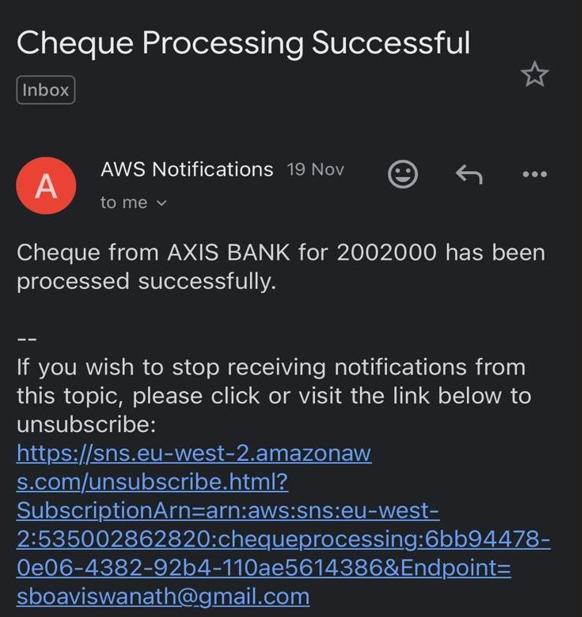 Cheque Processing Successful
Inbox
A
AWS Notifications 19 Nov
to me
Cheque from AXIS BANK for 2002000 has been
processed successfully.
--
If you wish to stop receiving notifications from
this topic, please click or visit the link below to
unsubscribe:
https://sns.eu-west-2.amazonaw
s.com/unsubscribe.html?
SubscriptionArn=arn:aws:sns:eu-west-
2:535002862820:chequeprocessing:6bb94478-
0e06-4382-92b4-110ae5614386&Endpoint=
sboaviswanath@gmail.com